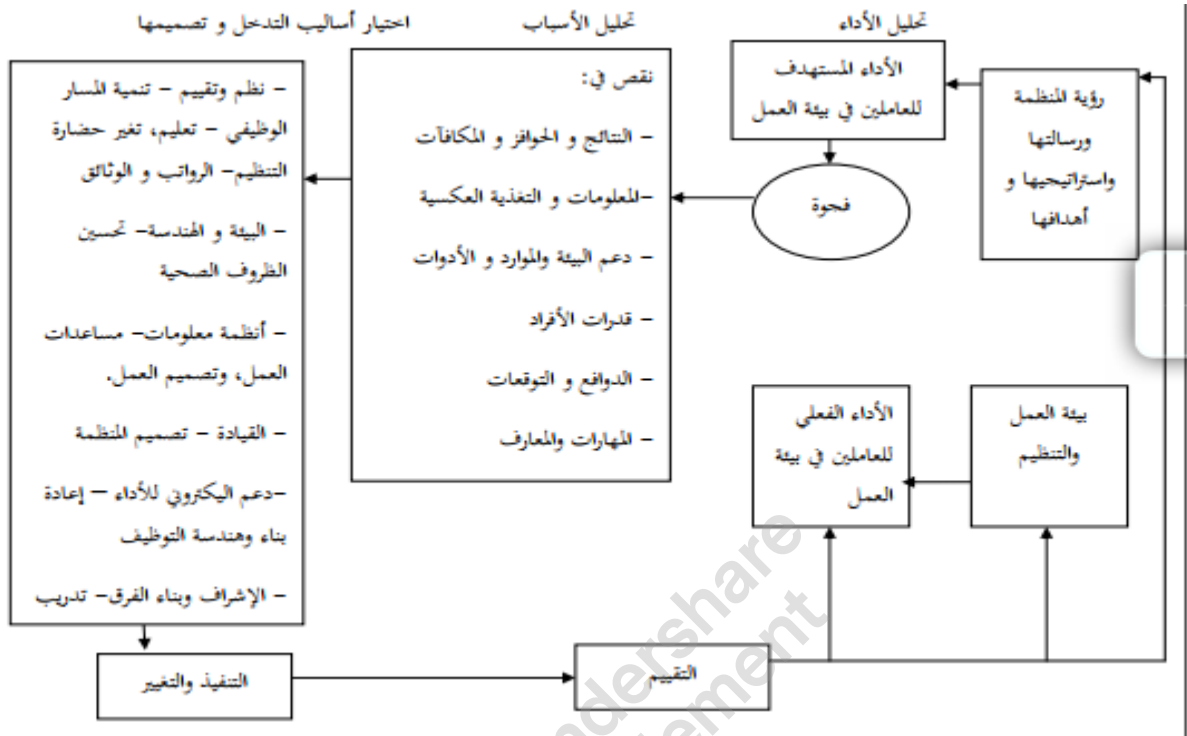 تحليل الأداء
تحليل الأسباب
اختيار أساليب التدخل و تصميمها
رؤية المنظمة
ورسالتها
واستراتيجيها و
أهدافها
الأداء المستهدف
للعاملين في بيئة العمل
فجوة
بيئة العمل
والتنظيم
الأداء الفعلي
للعاملين في بيئة
العمل
نقص في:
– النتائج و الحوافز و المكافآت
–المعلومات و التغذية العكسية
– دعم البيئة والموارد و الأدوات
– قدرات الأفراد
– الدوافع و التوقعات
– المهارات والمعارف
– نظم وتقييم – تنمية المسار
الوظيفي – تعليم، تغير حضارة
التنظيم– الرواتب و الوثائق
– البيئة و الهندسة– تحسين
الظروف الصحية
– أنظمة معلومات– مساعدات
العمل، وتصميم العمل.
– القيادة – تصميم المنظمة
–دعم اليكتروني للأداء – إعادة
بناء وهندسة التوظيف
– الإشراف وبناء الفرق– تدريب
التنفيذ والتغيير
التقييم